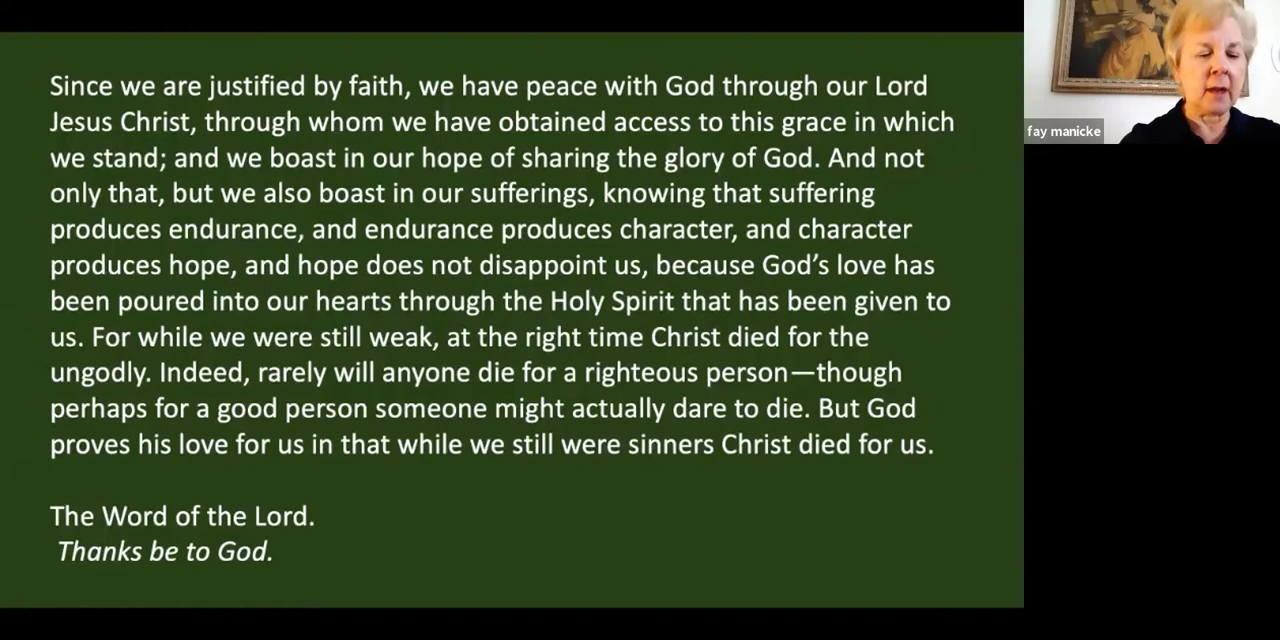 Since we are justified by faith, we have peace with God through our Lord
Jesus Christ, through whom we have obtained access to this grace in which
we stand; and we boast in our hope of sharing the glory of God. And not
only that, but we also boast in our sufferings, knowing that suffering
produces endurance, and endurance produces character, and character
produces hope, and hope does not disappoint us, because God’s love has
been poured into our hearts through the Holy Spirit that has been given to
us. For while we were still weak, at the right time Christ died for the
ungodly. Indeed, rarely will anyone die for a righteous person—though
perhaps for a good person someone might actually dare to die. But God
proves his love for us in that while we still were sinners Christ died for us.
The Word of the Lord.
Thanks be to God.
fay manicke